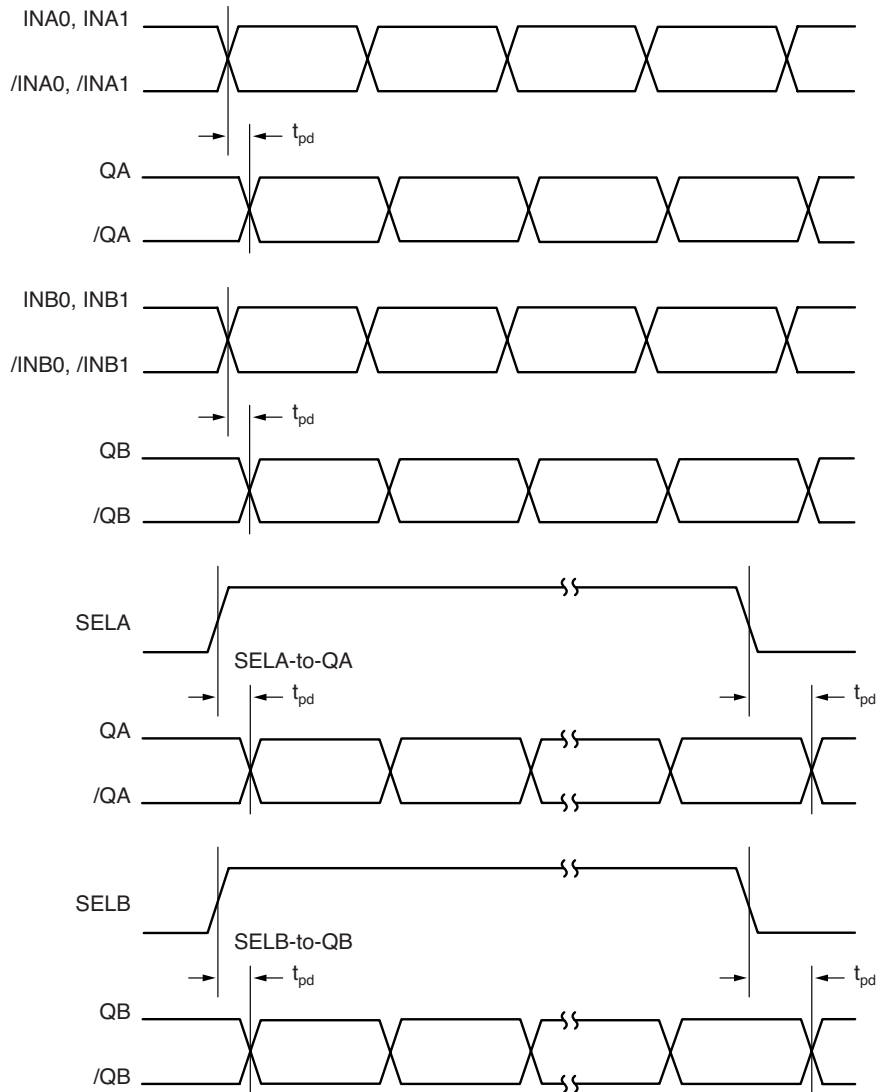 INA0, INA1
/INA0, /INA1
tpd
QA
/QA
INB0, INB1
/INB0, /INB1
tpd
QB
/QB
SELA
SELA-to-QA
tpd
tpd
QA
/QA
SELB
SELB-to-QB
tpd
tpd
QB
/QB